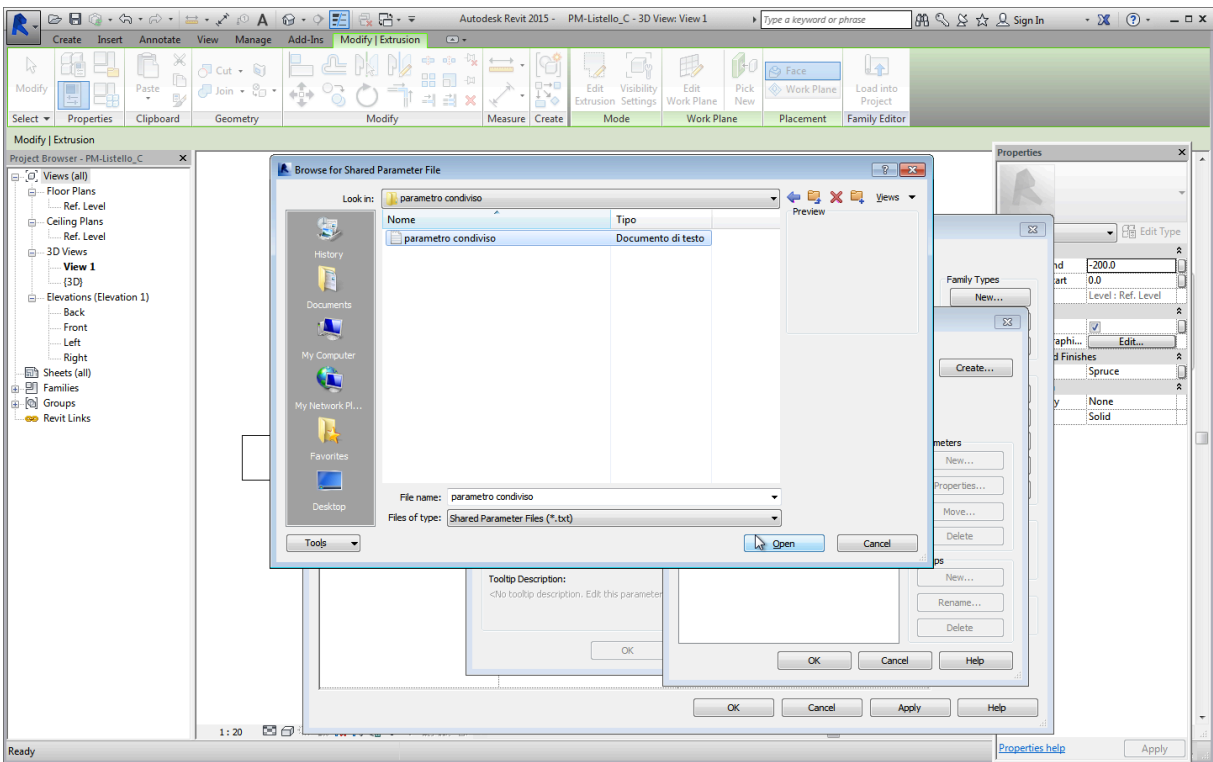 Autodesk Revit 2015 - PM-Listello_C - 3D View: View 1
Type a keyword or phrase
Sign In
Create Insert Annotate View Manage Add-Ins Modify | Extrusion
Modify
Paste
Cut
Join
Edit Extrusion
Visibility Settings
Edit Work Plane
Pick New
Face
Work Plane
Load into Project
Select Properties Clipboard Geometry Modify Measure Create Mode Work Plane Placement Family Editor
Modify | Extrusion
Project Browser - PM-Listello_C
Views (all)
Floor Plans
Ref. Level
Ceiling Plans
Ref. Level
3D Views
View 1
{3D}
Elevations (Elevation 1)
Back
Front
Left
Right
Sheets (all)
Families
Groups
Revit Links
Browse for Shared Parameter File
Look in: parametro condiviso
Views
Nome Tipo
parametro condiviso Documento di testo
Preview
History
Documents
My Computer
My Network Pl...
Favorites
Desktop
File name: parametro condiviso
Files of type: Shared Parameter Files (*.txt)
Tools
Open
Cancel
Family Types
New...
Create...
meters
New...
Properties...
Move...
Delete
ps
New...
Rename...
Delete
OK Cancel Help
Tooltip Description:
<No tooltip description. Edit this parameter
OK
OK Cancel Apply Help
Properties
Edit Type
nd -200.0
tart 0.0
Level : Ref. Level
raphi... Edit...
d Finishes
Spruce
y None
Solid
Properties help
Apply
1 : 20
Ready